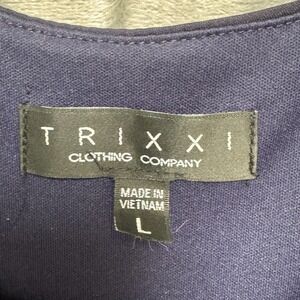 TRIXXI
CLOTHING COMPANY
MADE IN
VIETNAM
L